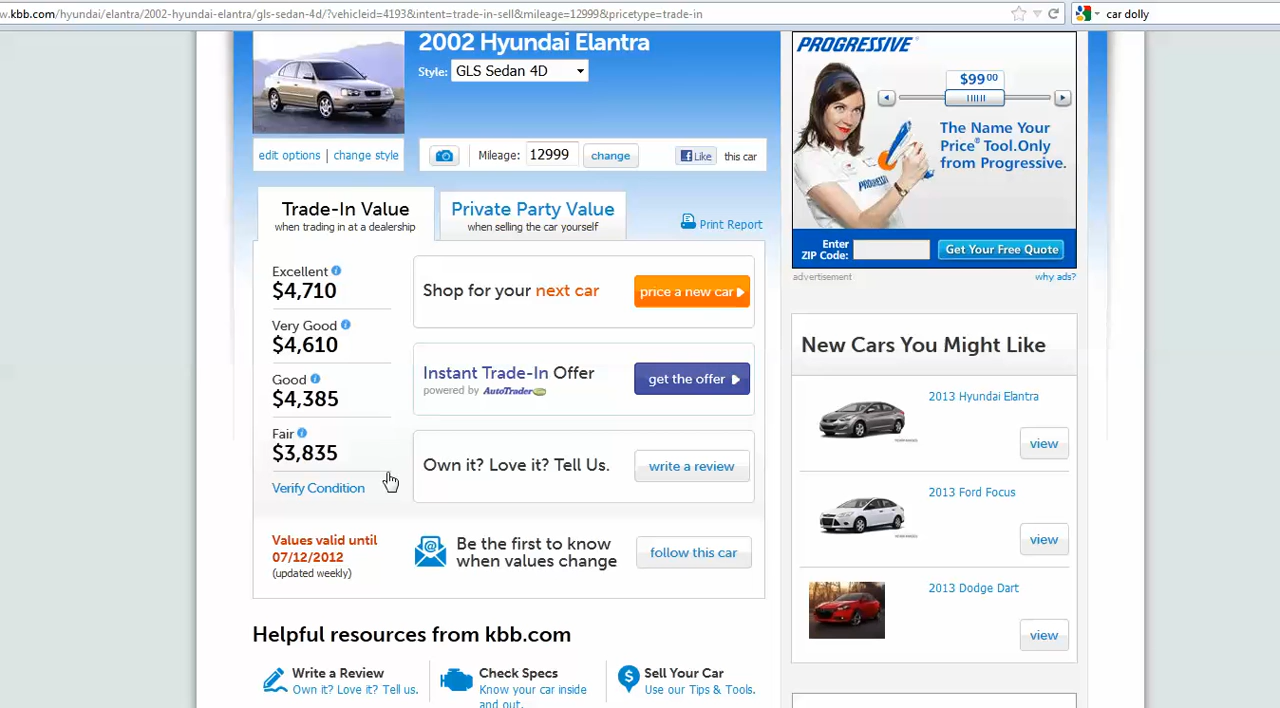 w.kbb.com/hyundai/elantra/2002-hyundai-elantra/gls-sedan-4d/?vehicleid=4193&intent=trade-in-sell&mileage=12999&pricetype=trade-in
car dolly
2002 Hyundai Elantra
Style: GLS Sedan 4D
edit options | change style
Mileage: 12999 change
Like this car
Trade-In Value
when trading in at a dealership
Private Party Value
when selling the car yourself
Print Report
Excellent
$4,710
Very Good
$4,610
Good
$4,385
Fair
$3,835
Verify Condition
Values valid until
07/12/2012
(updated weekly)
Shop for your next car
price a new car
Instant Trade-In Offer
powered by AutoTrader
get the offer
Own it? Love it? Tell Us.
write a review
Be the first to know
when values change
follow this car
Helpful resources from kbb.com
Write a Review
Own it? Love it? Tell us.
Check Specs
Know your car inside
and out.
Sell Your Car
Use our Tips & Tools.
PROGRESSIVE
$99.00
The Name Your
Price® Tool.Only
from Progressive.
PROGRESSIVE
Enter
ZIP Code:
Get Your Free Quote
advertisement
why ads?
New Cars You Might Like
2013 Hyundai Elantra
view
2013 Ford Focus
view
2013 Dodge Dart
view